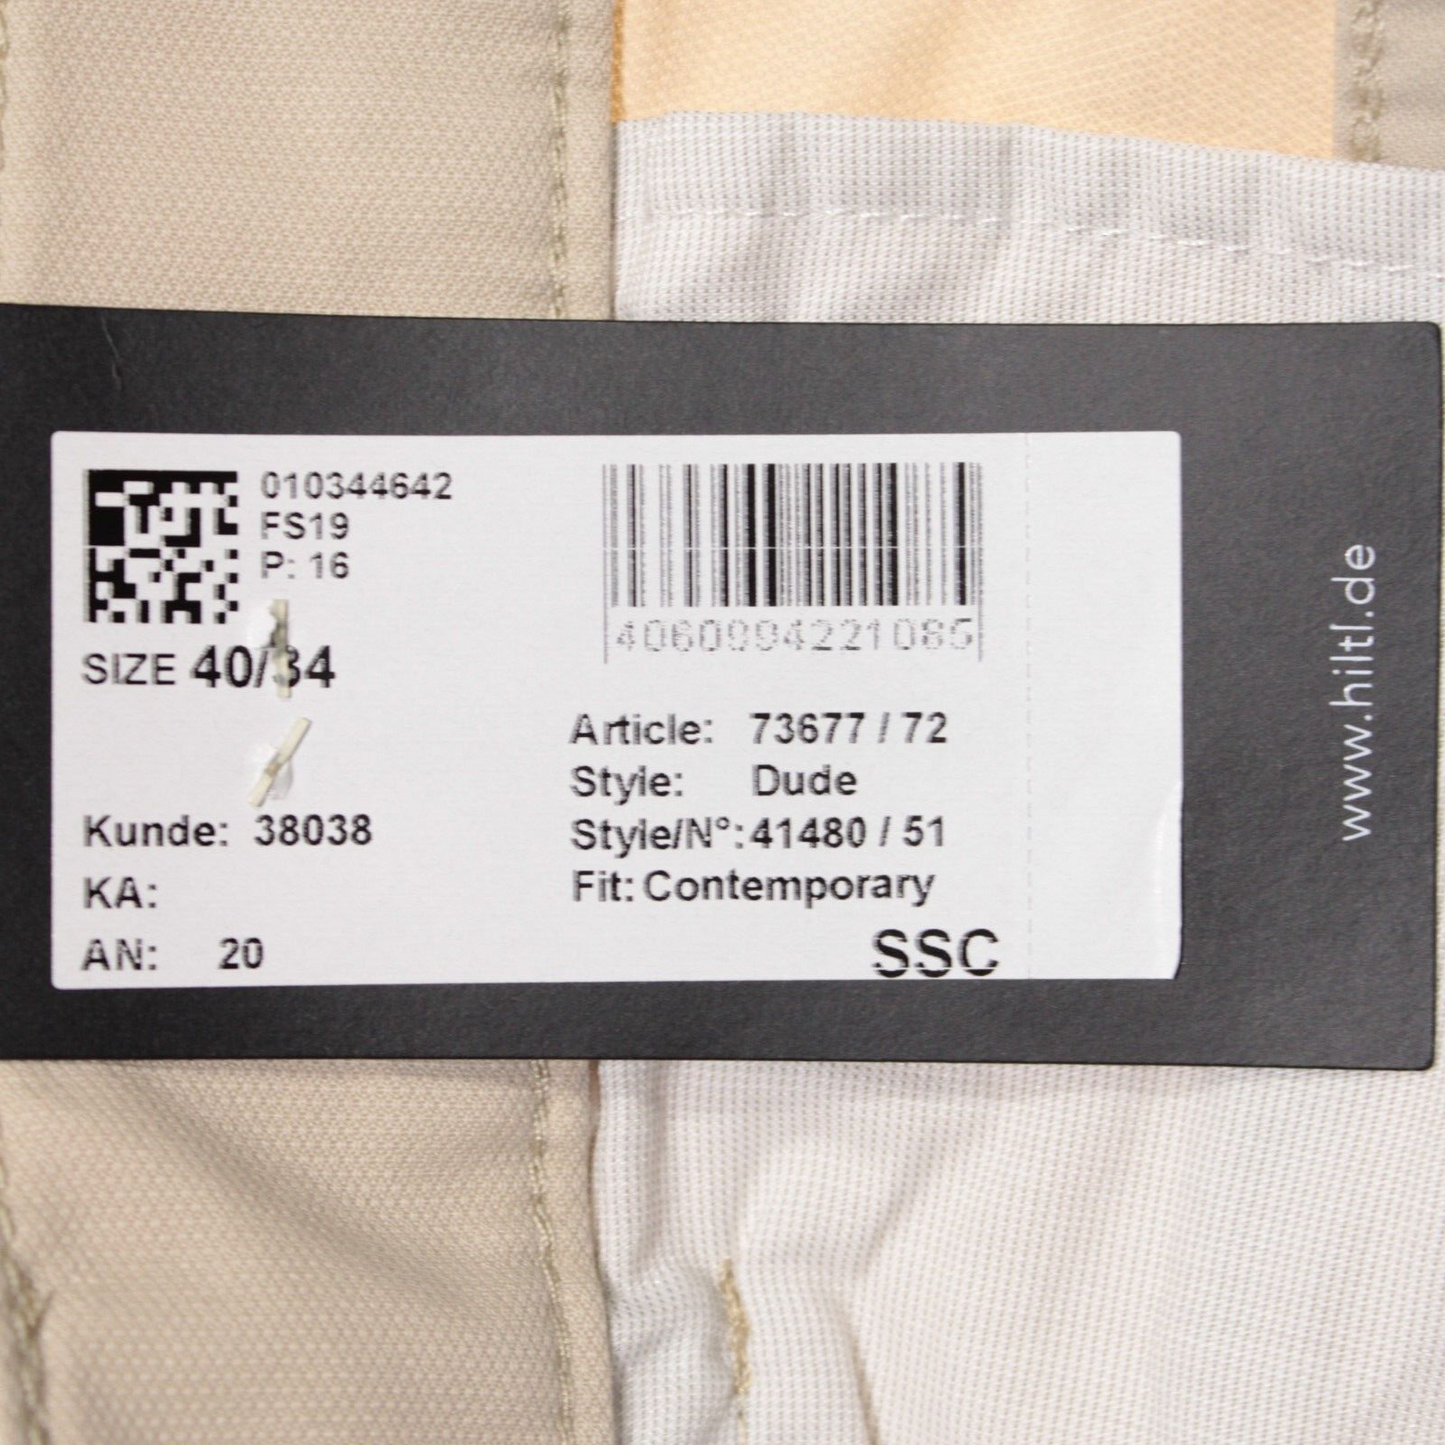 010344642
FS19
P: 16
SIZE 40/34
4060994221085
Article: 73677 / 72
Style: Dude
Style/N°: 41480 / 51
Fit: Contemporary
Kunde: 38038
KA:
AN: 20
SSC
www.hiltl.de